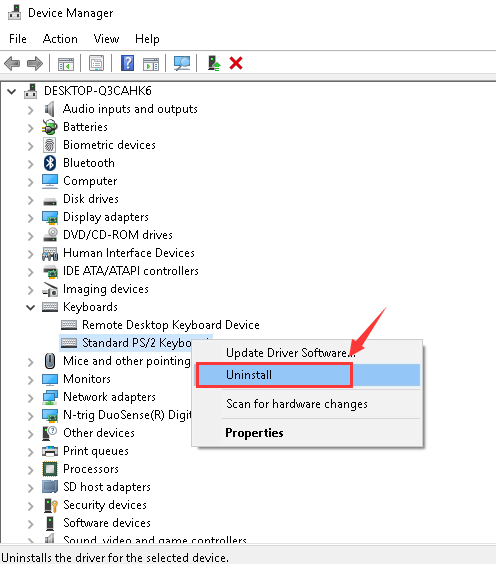 Device Manager
File Action View Help
DESKTOP-Q3CAHK6
Audio inputs and outputs
Batteries
Biometric devices
Bluetooth
Computer
Disk drives
Display adapters
DVD/CD-ROM drives
Human Interface Devices
IDE ATA/ATAPI controllers
Imaging devices
Keyboards
Remote Desktop Keyboard Device
Standard PS/2 Keyb
Update Driver Software...
Uninstall
Scan for hardware changes
Properties
Mice and other pointing
Monitors
Network adapters
N-trig DuoSense(R) Digit
Other devices
Print queues
Processors
SD host adapters
Security devices
Software devices
Sound, video and game controllers
Uninstalls the driver for the selected device.